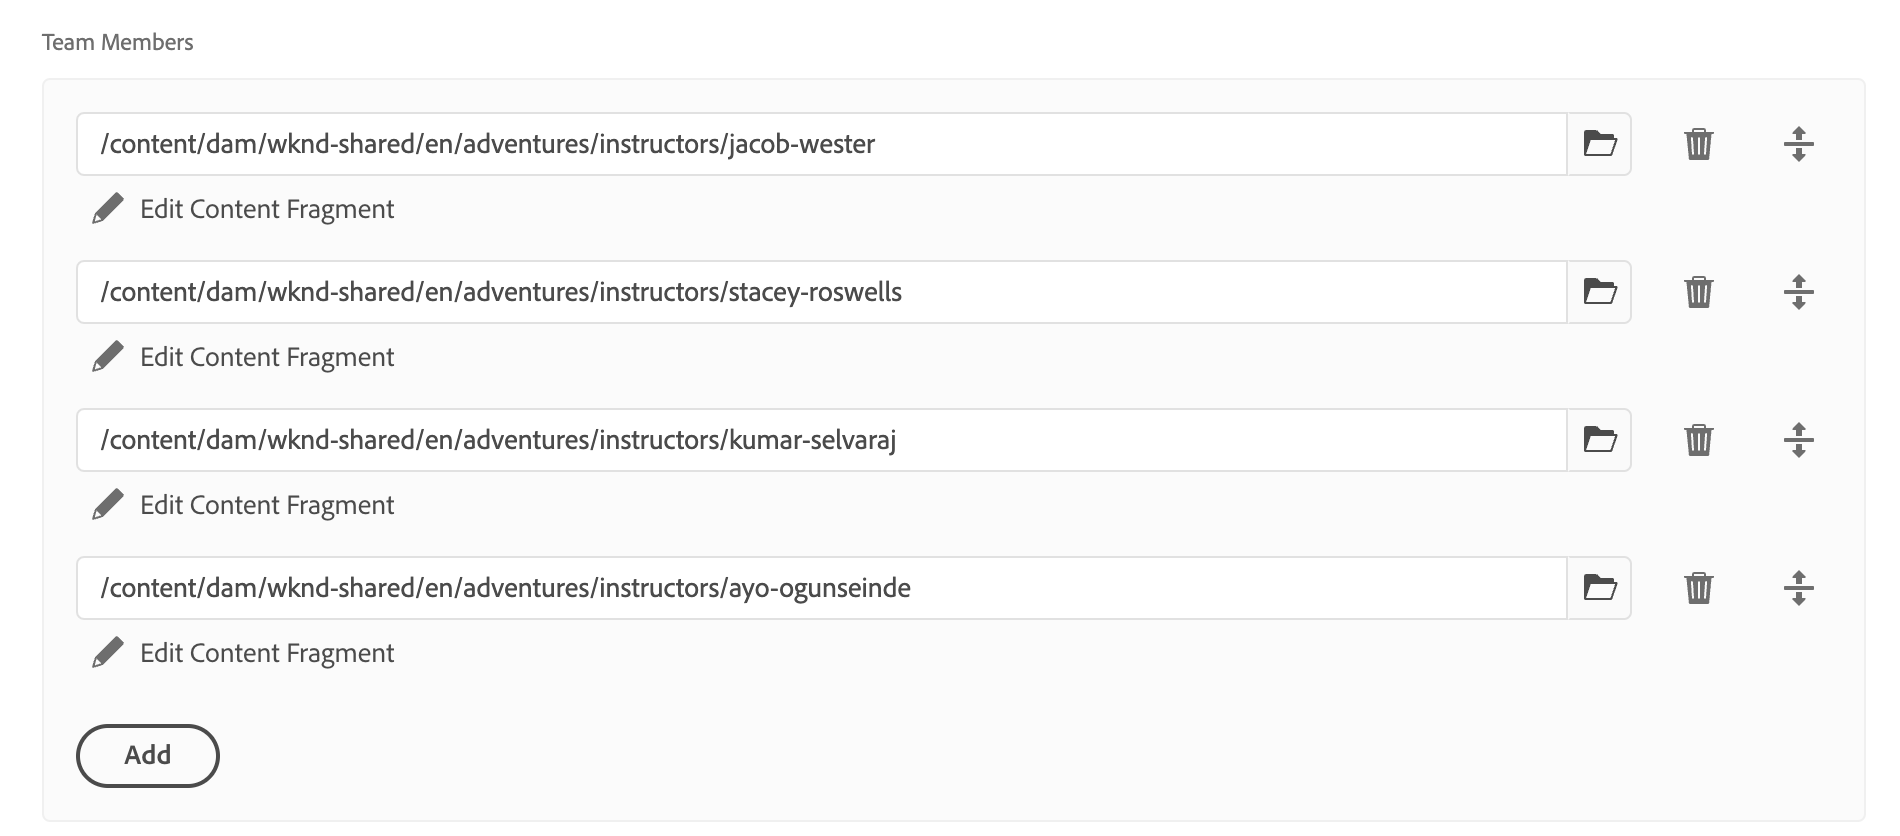 Team Members
/content/dam/wknd-shared/en/adventures/instructors/jacob-wester
Edit Content Fragment
/content/dam/wknd-shared/en/adventures/instructors/stacey-roswells
Edit Content Fragment
/content/dam/wknd-shared/en/adventures/instructors/kumar-selvaraj
Edit Content Fragment
/content/dam/wknd-shared/en/adventures/instructors/ayo-ogunseinde
Edit Content Fragment
Add